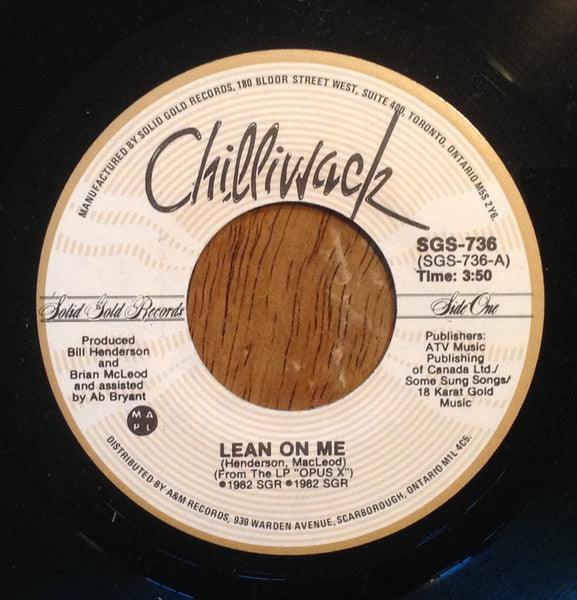 MANUFACTURED BY SOLID GOLD RECORDS, 180 BLOOR STREET WEST, SUITE 400, TORONTO, ONTARIO M5S 2Y6.
Chilliwack
SGS-736
(SGS-736-A)
Time: 3:50
Solid Gold Records
Side One
Produced
Bill Henderson
and
Brian McLeod
and assisted
by Ab Bryant
M A
P L
Publishers:
ATV Music
Publishing
of Canada Ltd./
Some Sung Songs/
18 Karat Gold
Music
LEAN ON ME
(Henderson, MacLeod)
(From The LP "OPUS X")
℗1982 SGR ©1982 SGR
DISTRIBUTED BY A&M RECORDS, 939 WARDEN AVENUE, SCARBOROUGH, ONTARIO M1L 4C5.